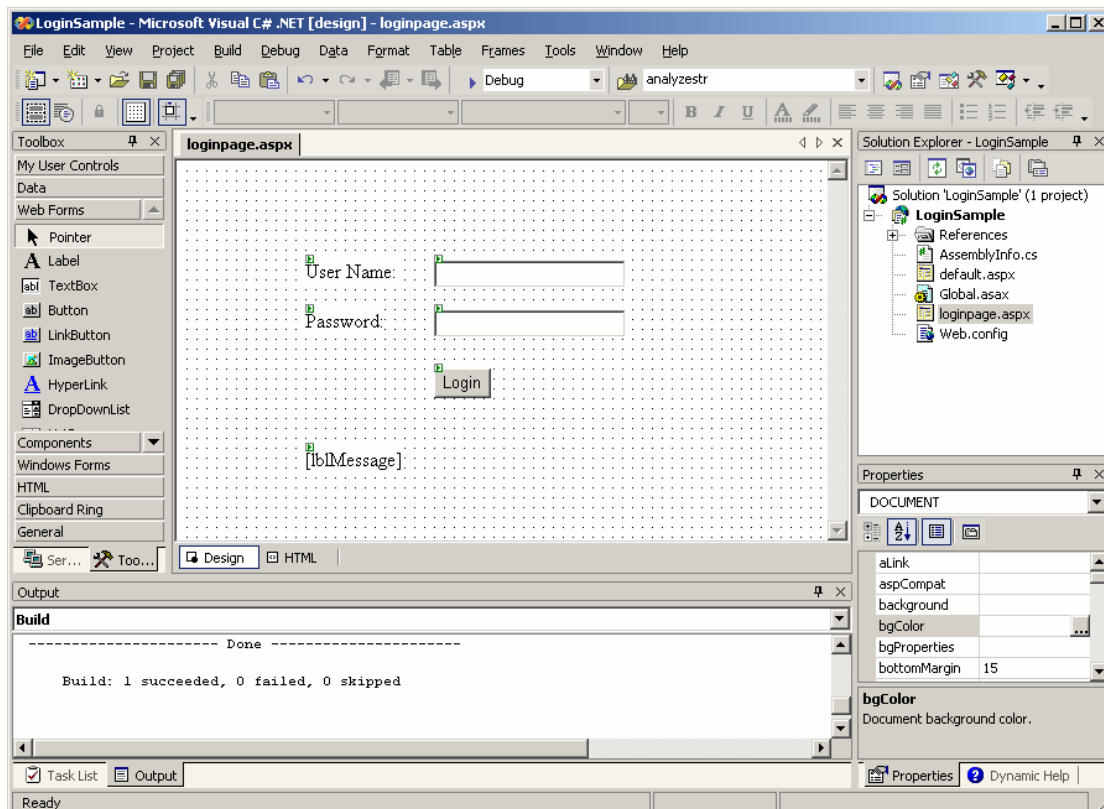 LoginSample - Microsoft Visual C# .NET [design] - loginpage.aspx
File Edit View Project Build Debug Data Format Table Frames Tools Window Help
Debug analyzestr
B I U A
Toolbox
My User Controls
Data
Web Forms
Pointer
A Label
abl TextBox
ab Button
ab LinkButton
ImageButton
A HyperLink
DropDownList
Components
Windows Forms
HTML
Clipboard Ring
General
Ser... Too...
loginpage.aspx
User Name:
Password:
Login
[lblMessage]
Design HTML
Solution Explorer - LoginSample
Solution 'LoginSample' (1 project)
LoginSample
References
AssemblyInfo.cs
default.aspx
Global.asax
loginpage.aspx
Web.config
Properties
DOCUMENT
aLink
aspCompat
background
bgColor ...
bgProperties
bottomMargin 15
bgColor
Document background color.
Properties Dynamic Help
Output
Build
---------------------- Done ----------------------
Build: 1 succeeded, 0 failed, 0 skipped
Task List Output
Ready